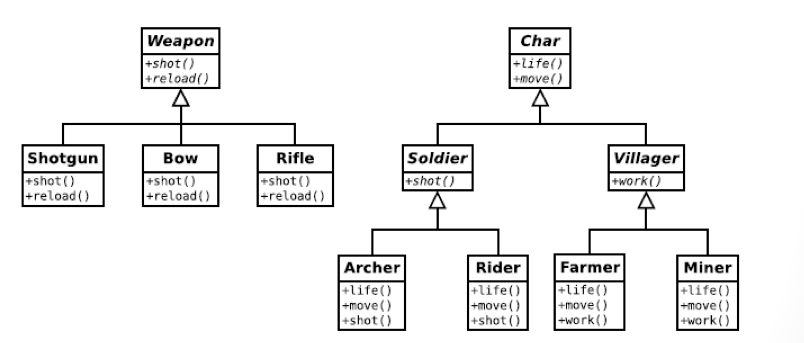 Weapon
+shot()
+reload()
Char
+life()
+move()
Shotgun
+shot()
+reload()
Bow
+shot()
+reload()
Rifle
+shot()
+reload()
Soldier
+shot()
Villager
+work()
Archer
+life()
+move()
+shot()
Rider
+life()
+move()
+shot()
Farmer
+life()
+move()
+work()
Miner
+life()
+move()
+work()